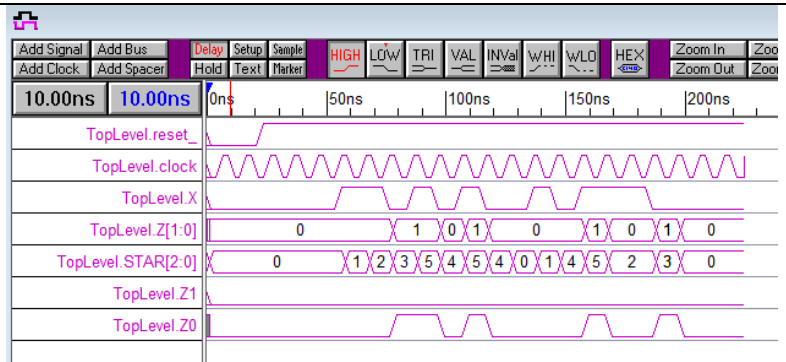 Add Signal Add Bus Delay Setup Sample HIGH LOW TRI VAL INVal WHI WLO HEX Zoom In Zoo
Add Clock Add Spacer Hold Text Marker Zoom Out Zoo
10.00ns 10.00ns 0ns 50ns 100ns 150ns 200ns
TopLevel.reset_
TopLevel.clock
TopLevel.X
TopLevel.Z[1:0] 0 1 0 1 0 1 0 1 0
TopLevel.STAR[2:0] 0 1 2 3 5 4 5 4 0 1 4 5 2 3 0
TopLevel.Z1
TopLevel.Z0